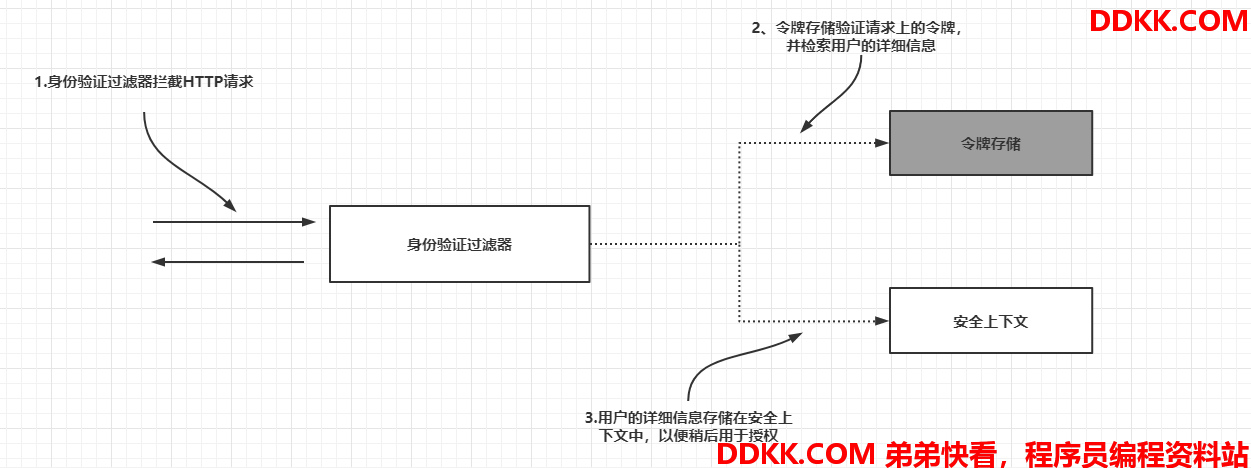 DDKK.COM
2、令牌存储验证请求上的令牌，
并检索用户的详细信息
1.身份验证过滤器拦截HTTP请求
令牌存储
身份验证过滤器
安全上下文
3.用户的详细信息存储在安全上
下文中，以便稍后用于授权
DDKK.COM 弟弟快看，程序员编程资料站